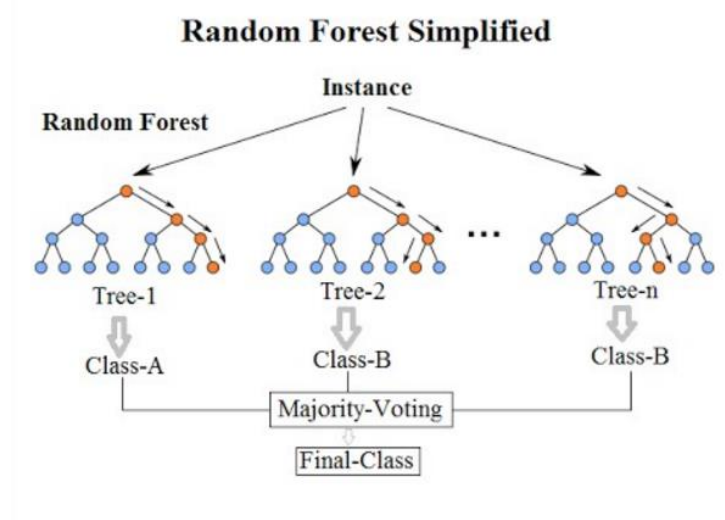 Random Forest Simplified
Instance
Random Forest
...
Tree-1
Tree-2
Tree-n
Class-A
Class-B
Class-B
Majority-Voting
Final-Class